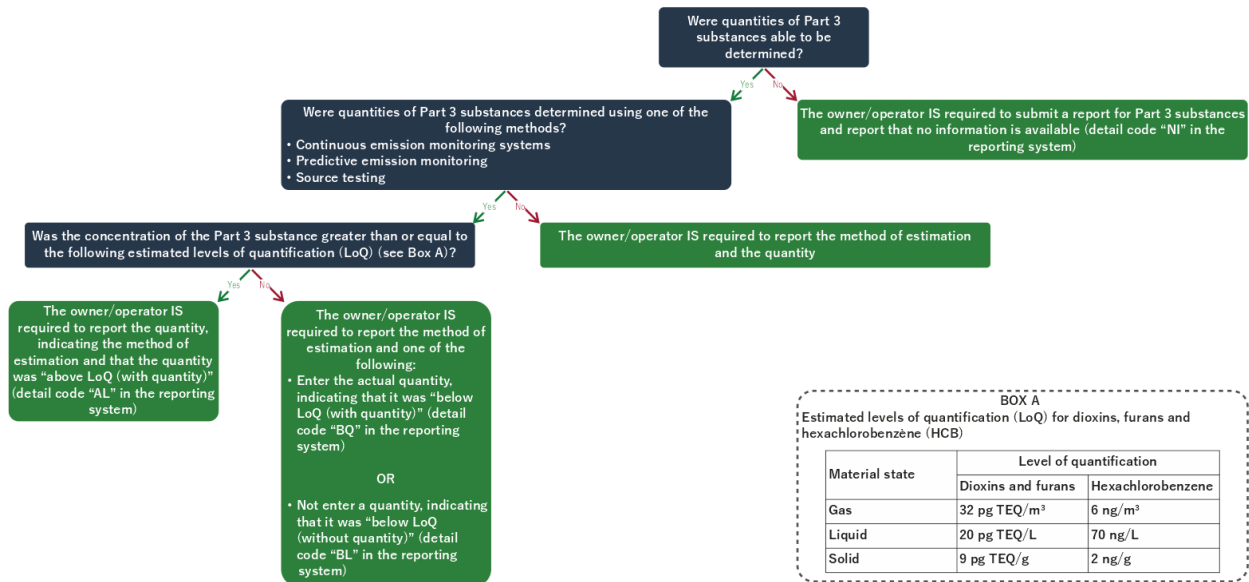 Were quantities of Part 3
substances able to be
determined?
Yes
No
Were quantities of Part 3 substances determined using one of the
following methods?
• Continuous emission monitoring systems
• Predictive emission monitoring
• Source testing
The owner/operator IS required to submit a report for Part 3 substances
and report that no information is available (detail code “NI” in the
reporting system)
Yes
No
Was the concentration of the Part 3 substance greater than or equal to
the following estimated levels of quantification (LoQ) (see Box A)?
The owner/operator IS required to report the method of estimation
and the quantity
Yes
No
The owner/operator IS
required to report the quantity,
indicating the method of
estimation and that the quantity
was “above LoQ (with quantity)”
(detail code “AL” in the reporting
system)
The owner/operator IS
required to report the method of
estimation and one of the
following:
• Enter the actual quantity,
indicating that it was “below
LoQ (with quantity)” (detail
code “BQ” in the reporting
system)
OR
• Not enter a quantity, indicating
that it was “below LoQ
(without quantity)” (detail
code “BL” in the reporting
system)
BOX A
Estimated levels of quantification (LoQ) for dioxins, furans and
hexachlorobenzène (HCB)
Material state
Level of quantification
Dioxins and furans Hexachlorobenzene
Gas 32 pg TEQ/m³ 6 ng/m³
Liquid 20 pg TEQ/L 70 ng/L
Solid 9 pg TEQ/g 2 ng/g